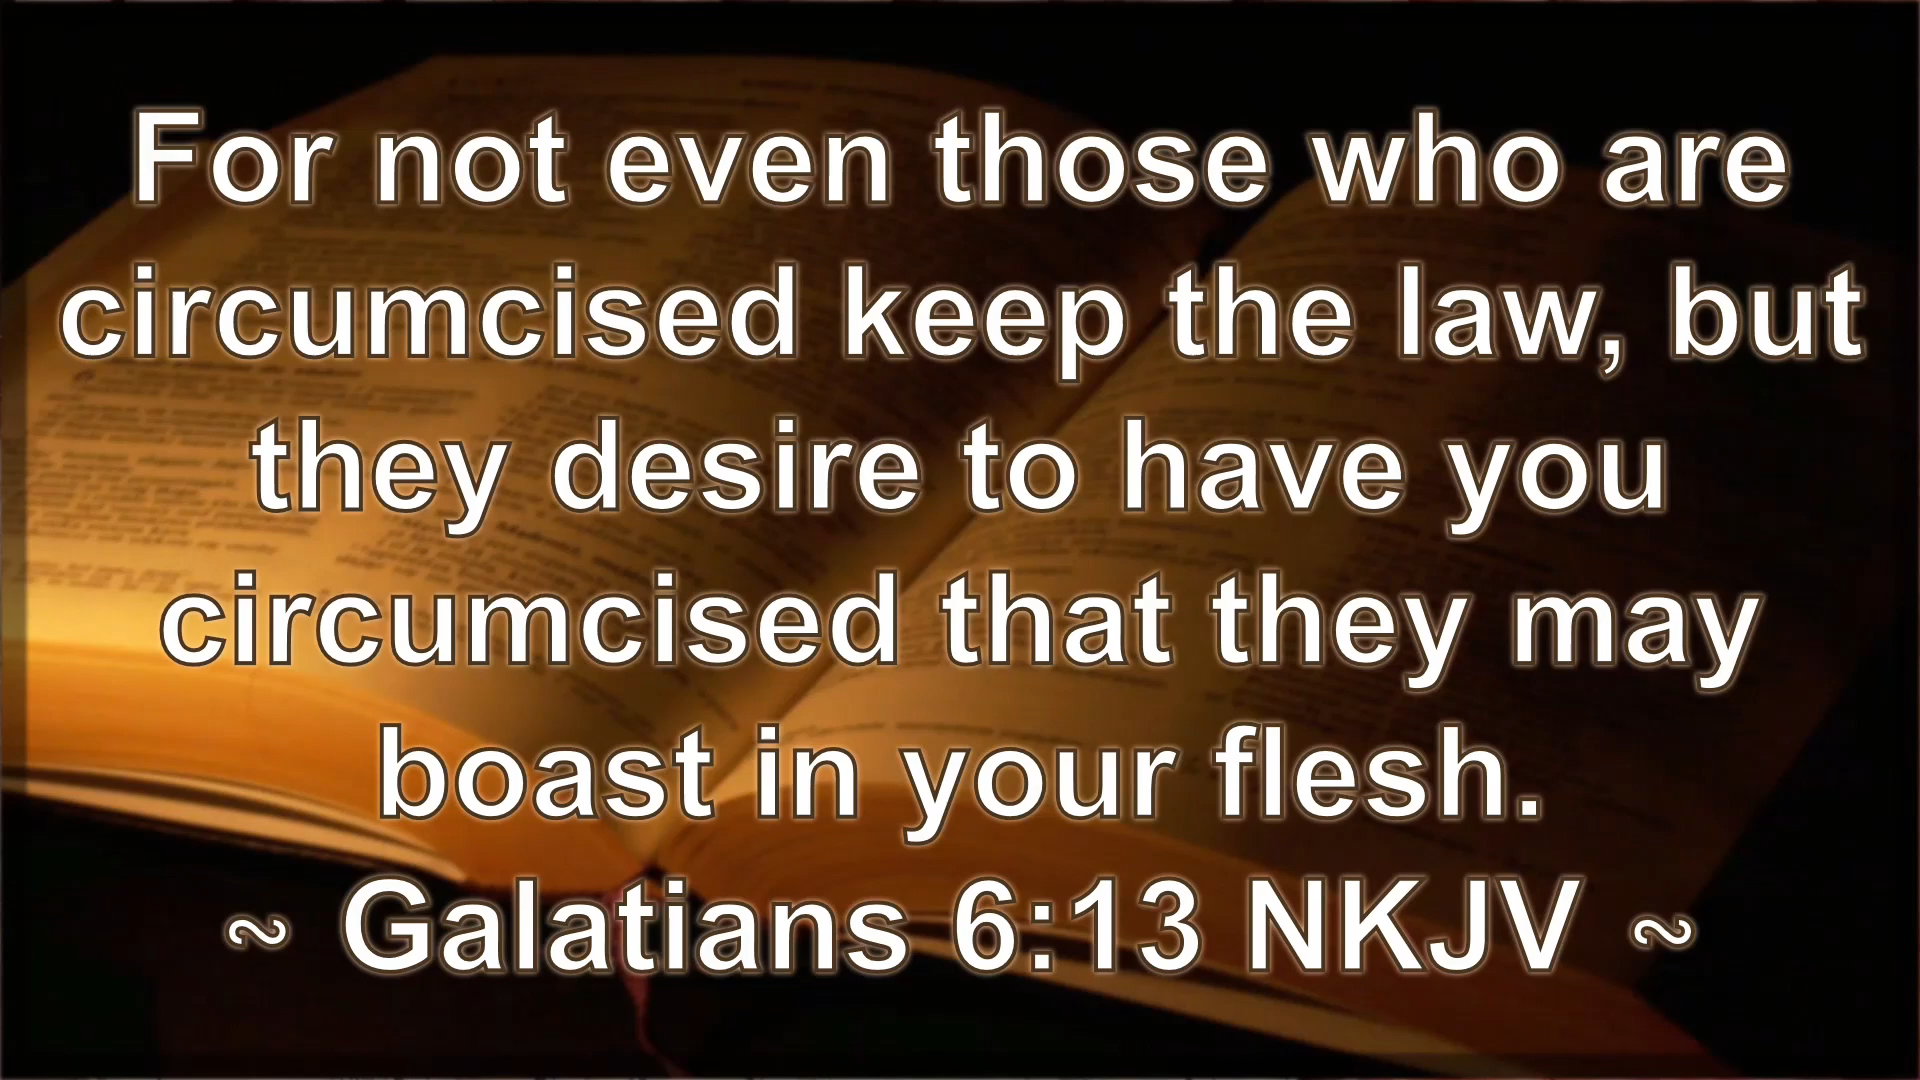 For not even those who are
circumcised keep the law, but
they desire to have you
circumcised that they may
boast in your flesh.
~ Galatians 6:13 NKJV ~